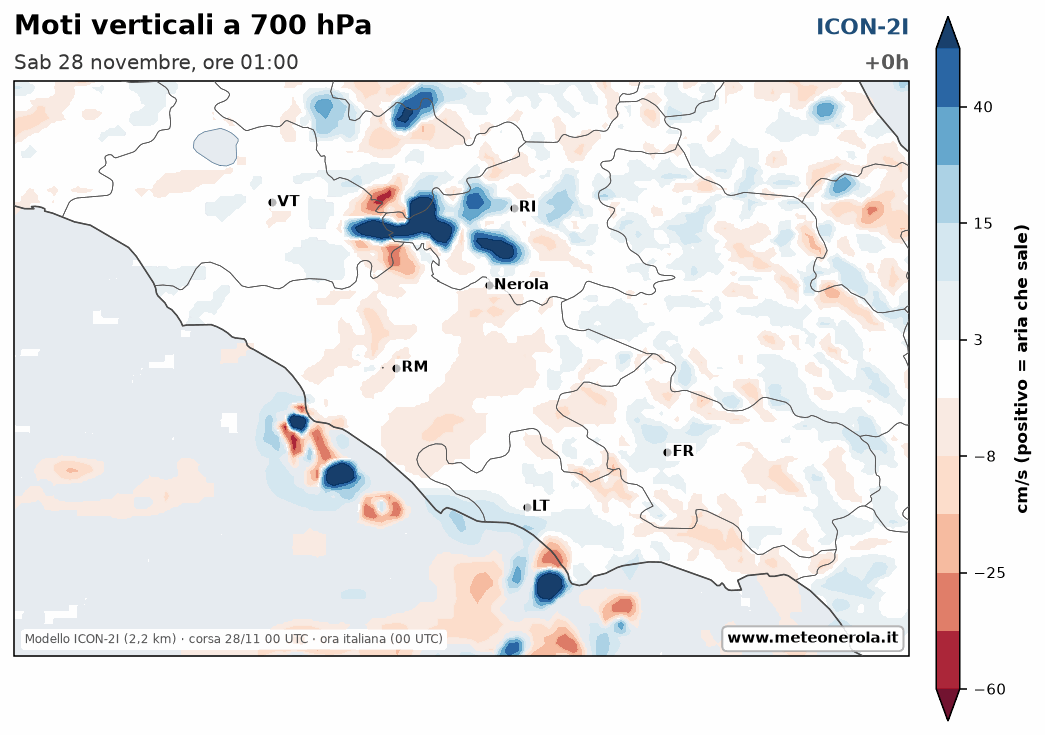 Moti verticali a 700 hPa
ICON-2I
Sab 28 novembre, ore 01:00
+0h
40
VT
RI
15
Nerola
3
RM
−8
FR
LT
−25
−60
cm/s (positivo = aria che sale)
Modello ICON-2I (2,2 km) · corsa 28/11 00 UTC · ora italiana (00 UTC)
www.meteonerola.it